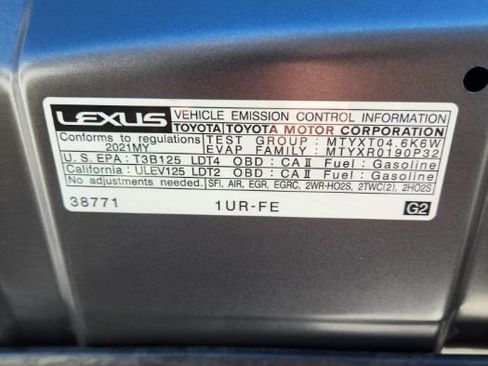 LEXUS VEHICLE EMISSION CONTROL INFORMATION
TOYOTA TOYOTA MOTOR CORPORATION
Conforms to regulations TEST GROUP : MTYXT04.6K6W
2021MY EVAP FAMILY : MTYXR0190P32
U.S. EPA : T3B125 LDT4 OBD : CA II Fuel : Gasoline
California : ULEV125 LDT2 OBD : CA II Fuel : Gasoline
No adjustments needed. SFI, AIR, EGR, EGRC, 2WR-HO2S, 2TWC(2), 2HO2S
38771 1UR-FE G2